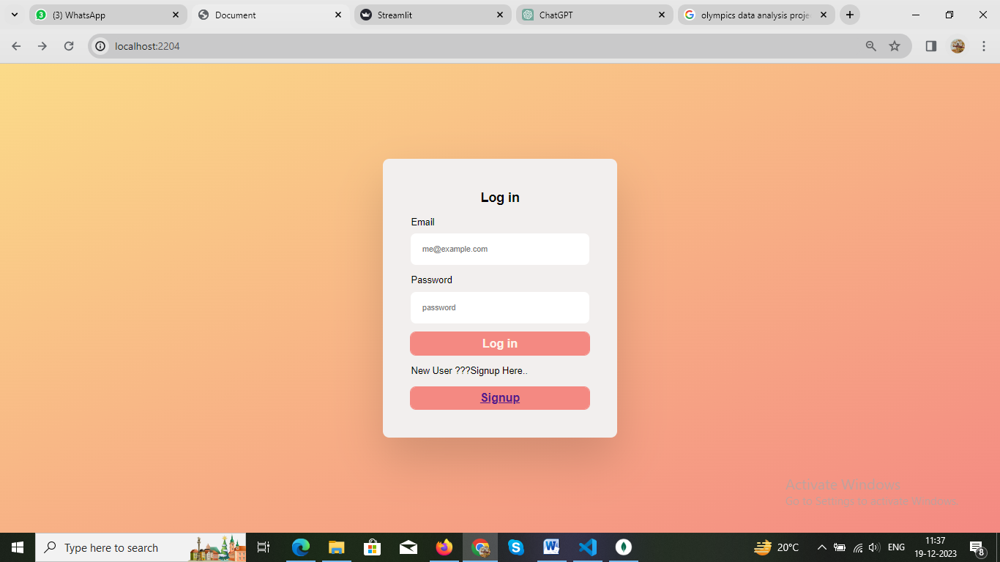 (3) WhatsApp
Document
Streamlit
ChatGPT
olympics data analysis proje
localhost:2204
Log in
Email
me@example.com
Password
password
Log in
New User ???Signup Here..
Signup
Activate Windows
Go to Settings to activate Windows.
Type here to search
20°C
ENG
11:37
19-12-2023
8